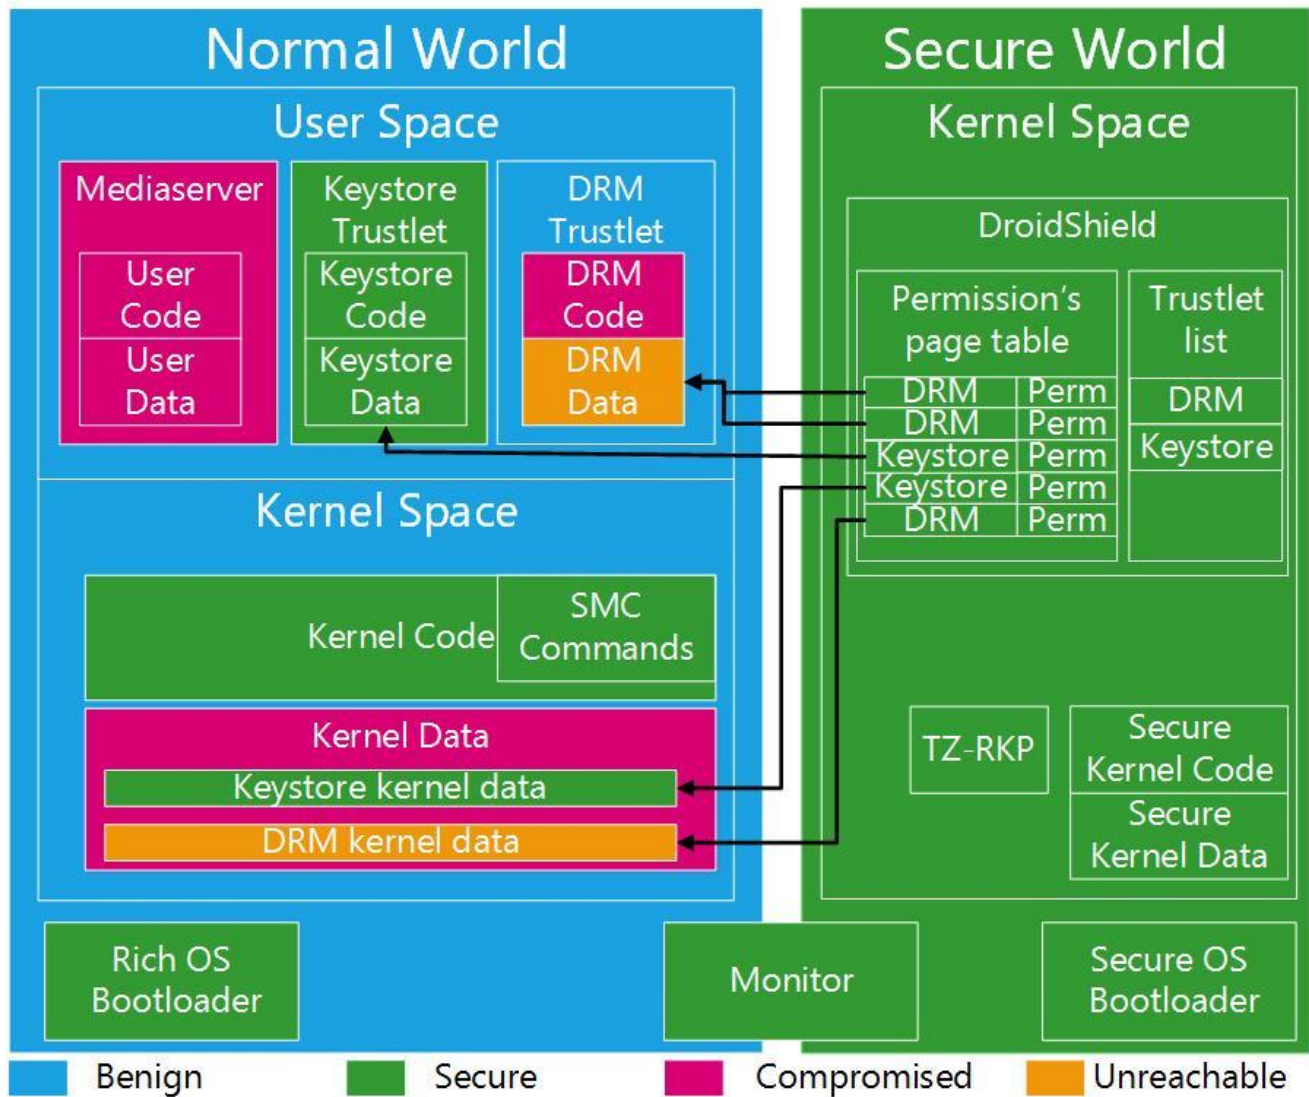 Normal World
User Space
Mediaserver
User
Code
User
Data
Keystore
Trustlet
Keystore
Code
Keystore
Data
DRM
Trustlet
DRM
Code
DRM
Data
Kernel Space
Kernel Code
SMC
Commands
Kernel Data
Keystore kernel data
DRM kernel data
Rich OS
Bootloader
Monitor
Secure World
Kernel Space
DroidShield
Permission's
page table
DRM Perm
DRM Perm
Keystore Perm
Keystore Perm
DRM Perm
Trustlet
list
DRM
Keystore
TZ-RKP
Secure
Kernel Code
Secure
Kernel Data
Secure OS
Bootloader
Benign
Secure
Compromised
Unreachable